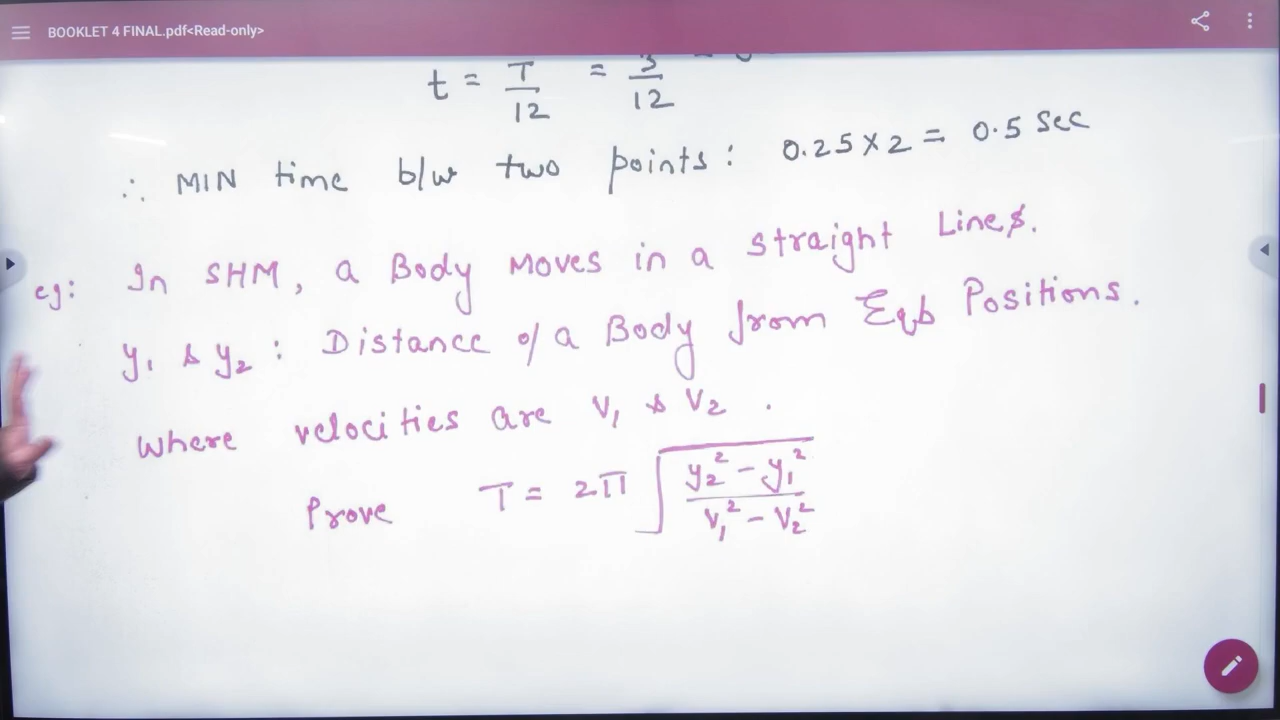 BOOKLET 4 FINAL.pdf<Read-only>
t = T/12 = 3/12
∴ MIN time b/w two points : 0.25 x 2 = 0.5 sec
eg: In SHM, a Body moves in a straight Lines.
y₁ & y₂ : Distance of a Body from Eqb Positions.
where velocities are v₁ & v₂ .
Prove T = 2π √((y₂² - y₁²)/(v₁² - v₂²))